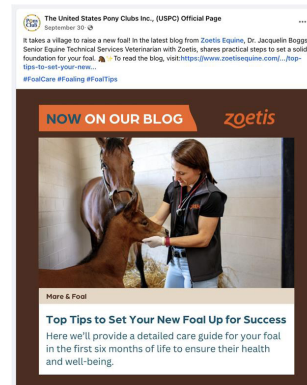 The United States Pony Clubs Inc., (USPC) Official Page
September 30
It takes a village to raise a new foal! In the latest blog from Zoetis Equine, Dr. Jacquelin Boggs
Senior Equine Technical Services Veterinarian with Zoetis, shares practical steps to set a solid
foundation for your foal. 🐴✨To read the blog, visit:https://www.zoetisequine.com/.../top-
tips-to-set-your-new...
#FoalCare #Foaling #FoalTips
NOW ON OUR BLOG
zoetis
Mare & Foal
Top Tips to Set Your New Foal Up for Success
Here we'll provide a detailed care guide for your foal
in the first six months of life to ensure their health
and well-being.